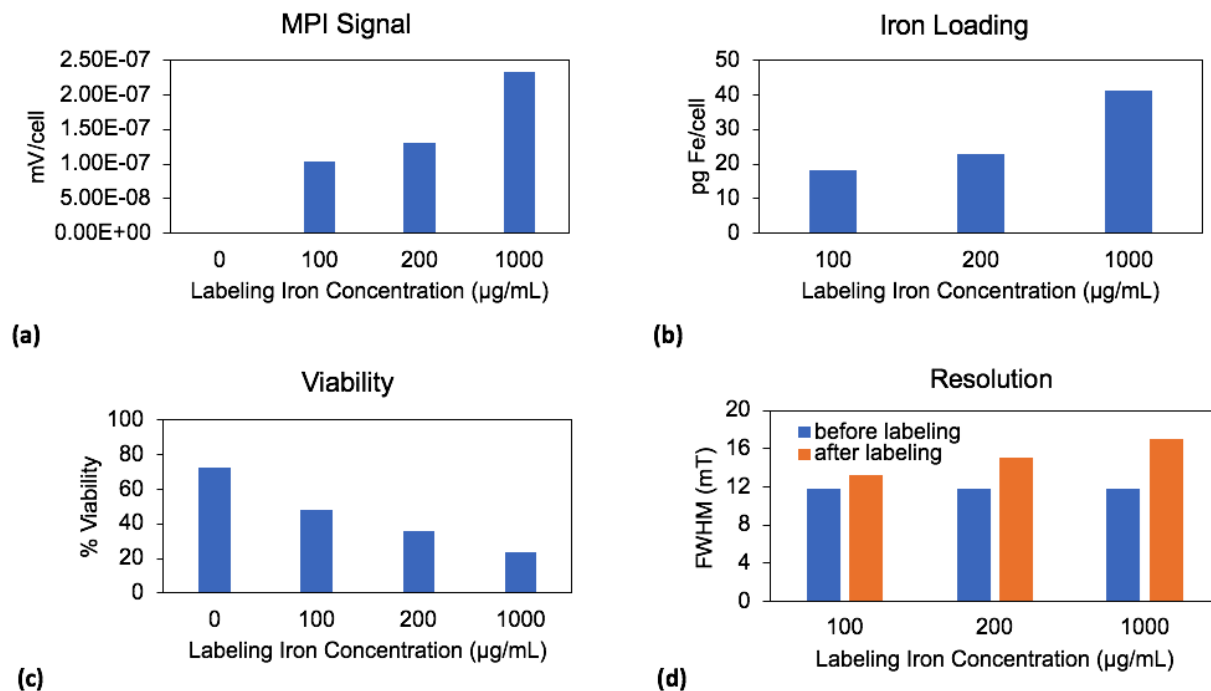 MPI Signal
2.50E-07
2.00E-07
1.50E-07
1.00E-07
5.00E-08
0.00E+00
mV/cell
0 100 200 1000
Labeling Iron Concentration (µg/mL)
(a)
Iron Loading
50
40
30
20
10
0
pg Fe/cell
100 200 1000
Labeling Iron Concentration (µg/mL)
(b)
Viability
100
80
60
40
20
0
% Viability
0 100 200 1000
Labeling Iron Concentration (µg/mL)
(c)
Resolution
20
16
12
8
4
0
FWHM (mT)
before labeling
after labeling
100 200 1000
Labeling Iron Concentration (µg/mL)
(d)